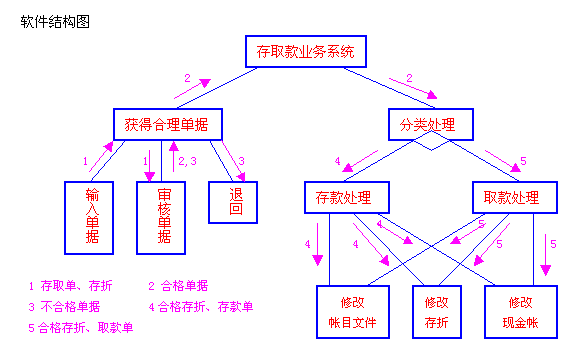 软件结构图
存取款业务系统
2
2
获得合理单据
分类处理
1
1
2,3
3
4
5
输入单据
审核单据
退回
存款处理
取款处理
4
4
4
5
5
5
修改
帐目文件
修改
存折
修改
现金帐
1 存取单、存折 2 合格单据
3 不合格单据 4合格存折、存款单
5合格存折、取款单